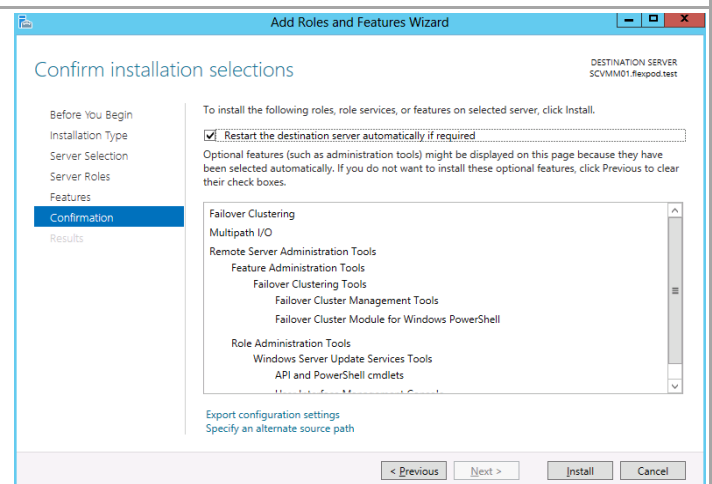 Add Roles and Features Wizard
Confirm installation selections
DESTINATION SERVER
SCVMM01.flexpod.test
Before You Begin
Installation Type
Server Selection
Server Roles
Features
Confirmation
Results
To install the following roles, role services, or features on selected server, click Install.
Restart the destination server automatically if required
Optional features (such as administration tools) might be displayed on this page because they have
been selected automatically. If you do not want to install these optional features, click Previous to clear
their check boxes.
Failover Clustering
Multipath I/O
Remote Server Administration Tools
Feature Administration Tools
Failover Clustering Tools
Failover Cluster Management Tools
Failover Cluster Module for Windows PowerShell
Role Administration Tools
Windows Server Update Services Tools
API and PowerShell cmdlets
Export configuration settings
Specify an alternate source path
< Previous
Next >
Install
Cancel